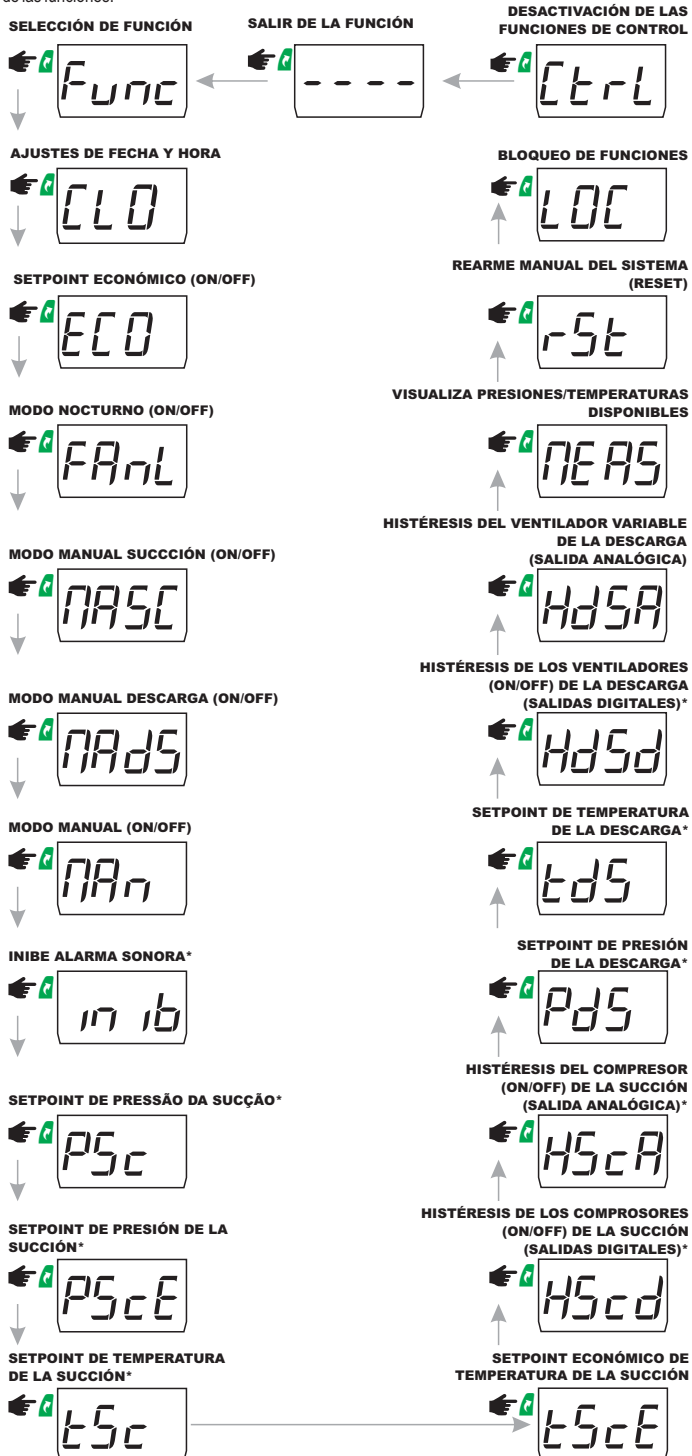 de las funciones.
SELECCIÓN DE FUNCIÓN
Func
SALIR DE LA FUNCIÓN
- - - -
DESACTIVACIÓN DE LAS
FUNCIONES DE CONTROL
CtrL
AJUSTES DE FECHA Y HORA
CLO
BLOQUEO DE FUNCIONES
LOC
SETPOINT ECONÓMICO (ON/OFF)
ECO
REARME MANUAL DEL SISTEMA
(RESET)
rSt
MODO NOCTURNO (ON/OFF)
FAnL
VISUALIZA PRESIONES/TEMPERATURAS
DISPONIBLES
MEAS
MODO MANUAL SUCCCIÓN (ON/OFF)
MASC
HISTÉRESIS DEL VENTILADOR VARIABLE
DE LA DESCARGA
(SALIDA ANALÓGICA)
HdSA
MODO MANUAL DESCARGA (ON/OFF)
MAdS
HISTÉRESIS DE LOS VENTILADORES
(ON/OFF) DE LA DESCARGA
(SALIDAS DIGITALES)*
HdSd
MODO MANUAL (ON/OFF)
MAn
SETPOINT DE TEMPERATURA
DE LA DESCARGA*
tdS
INIBE ALARMA SONORA*
inib
SETPOINT DE PRESIÓN
DE LA DESCARGA*
PdS
SETPOINT DE PRESSÃO DA SUCÇÃO*
PSc
HISTÉRESIS DEL COMPRESOR
(ON/OFF) DE LA SUCCIÓN
(SALIDA ANALÓGICA)*
HScA
SETPOINT DE PRESIÓN DE LA
SUCCIÓN*
PScE
HISTÉRESIS DE LOS COMPROSORES
(ON/OFF) DE LA SUCCIÓN
(SALIDAS DIGITALES)*
HScd
SETPOINT DE TEMPERATURA
DE LA SUCCIÓN*
tSc
SETPOINT ECONÓMICO DE
TEMPERATURA DE LA SUCCIÓN
tScE